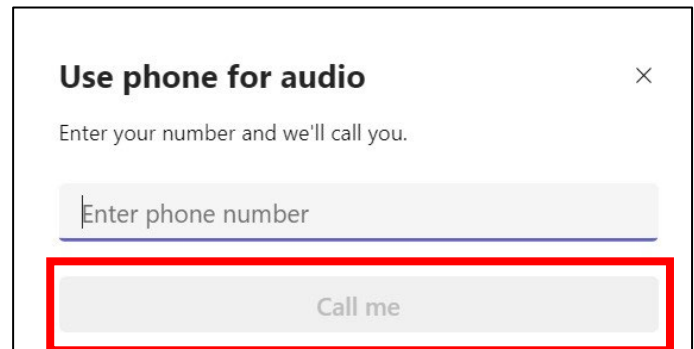 Use phone for audio
Enter your number and we'll call you.
Enter phone number
Call me